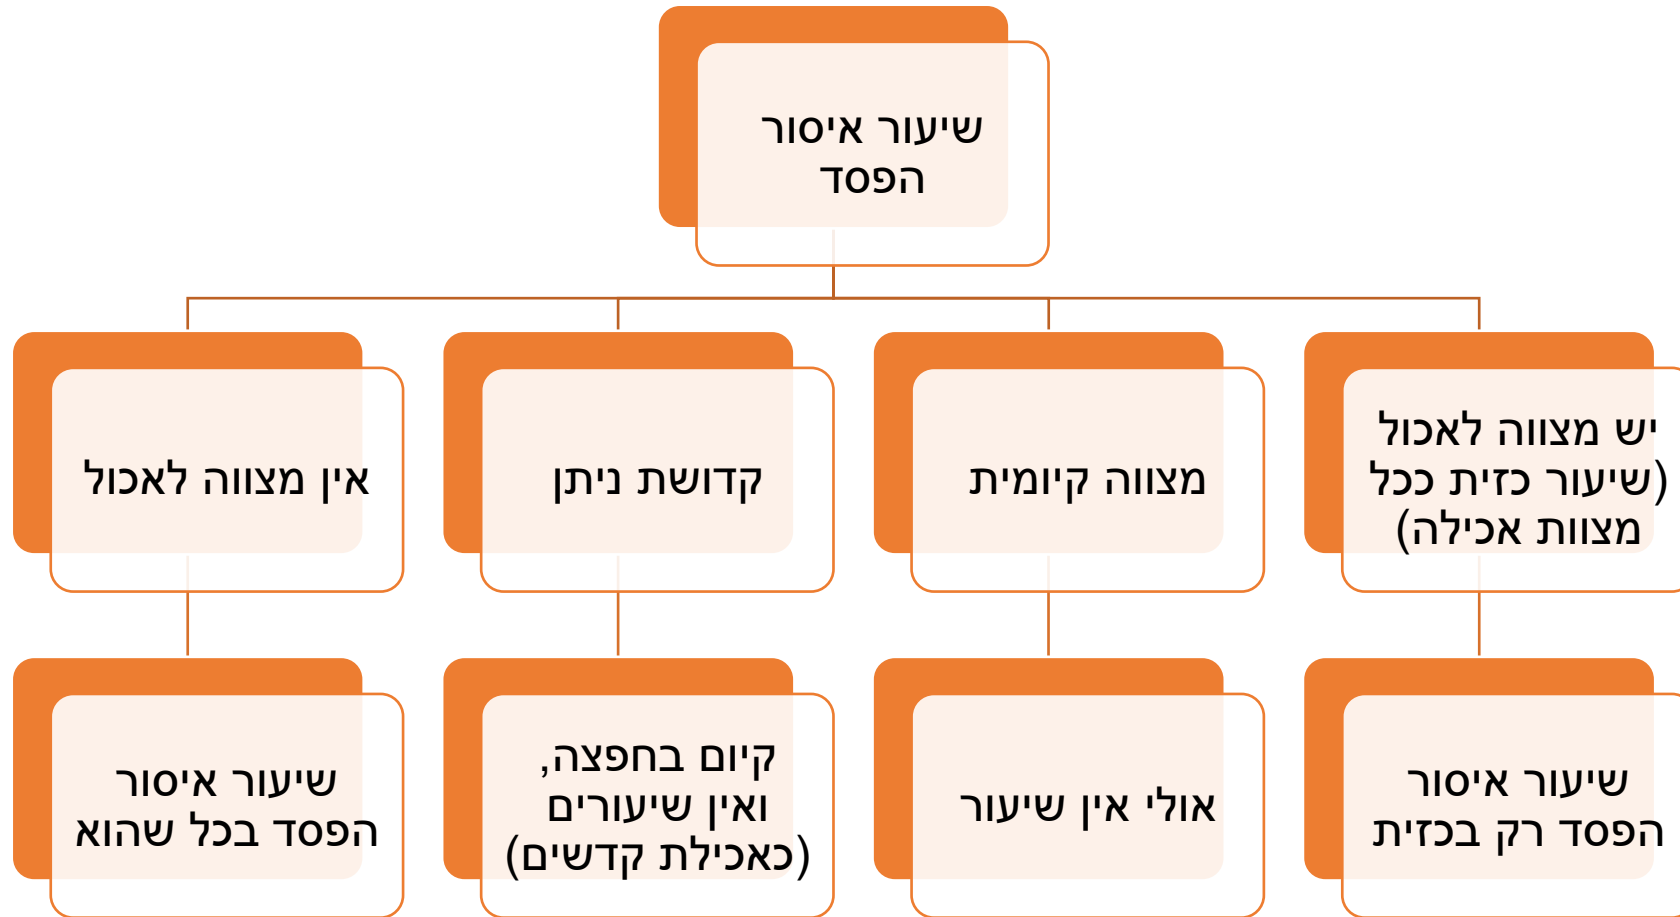 שיעור איסור
הפסד
יש מצווה לאכול
(שיעור כזית ככל
מצוות אכילה)
מצווה קיומית
קדושת ניתן
אין מצווה לאכול
שיעור איסור
הפסד רק בכזית
אולי אין שיעור
קיום בחפצה,
ואין שיעורים
(כאכילת קדשים)
שיעור איסור
הפסד בכל שהוא